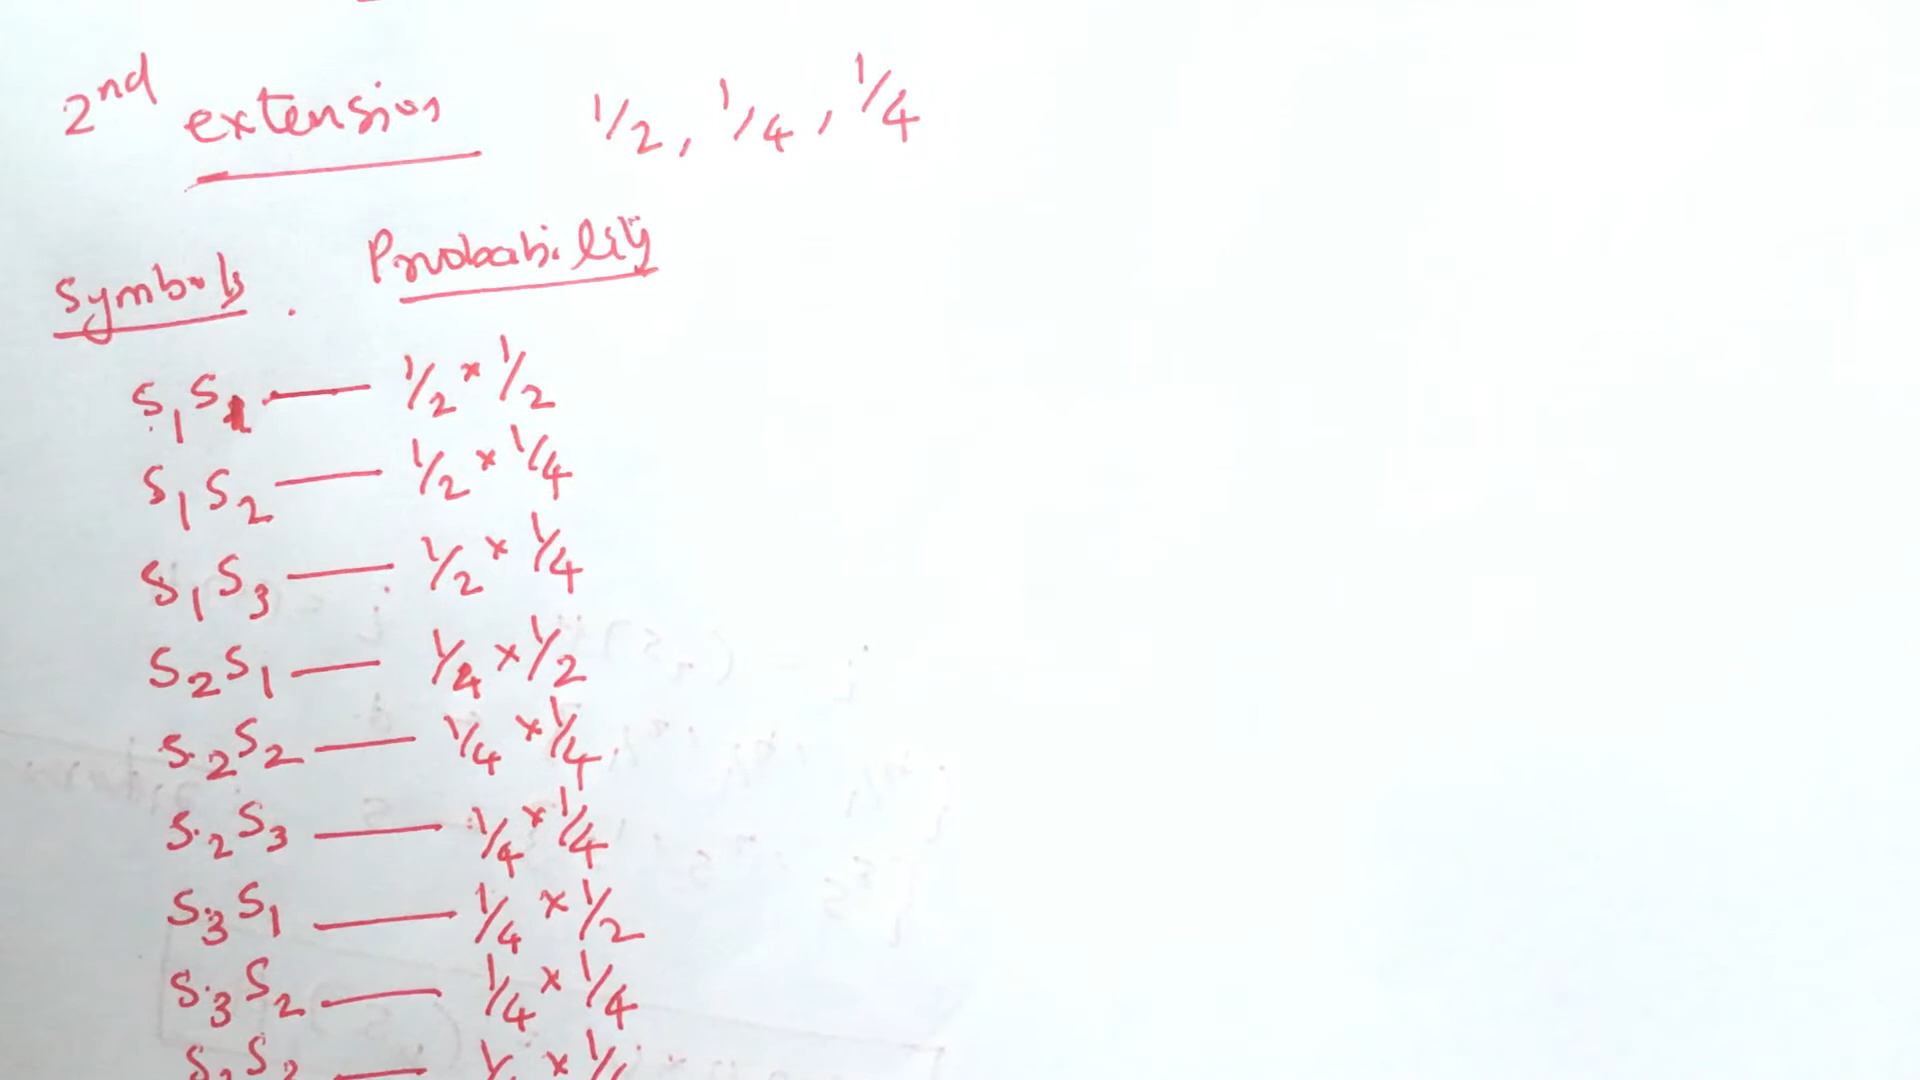 2nd extension 1/2, 1/4, 1/4
Symbols. Probability
S1S1 — 1/2 × 1/2
S1S2 — 1/2 × 1/4
S1S3 — 1/2 × 1/4
S2S1 — 1/4 × 1/2
S2S2 — 1/4 × 1/4
S2S3 — 1/4 × 1/4
S3S1 — 1/4 × 1/2
S3S2 — 1/4 × 1/4